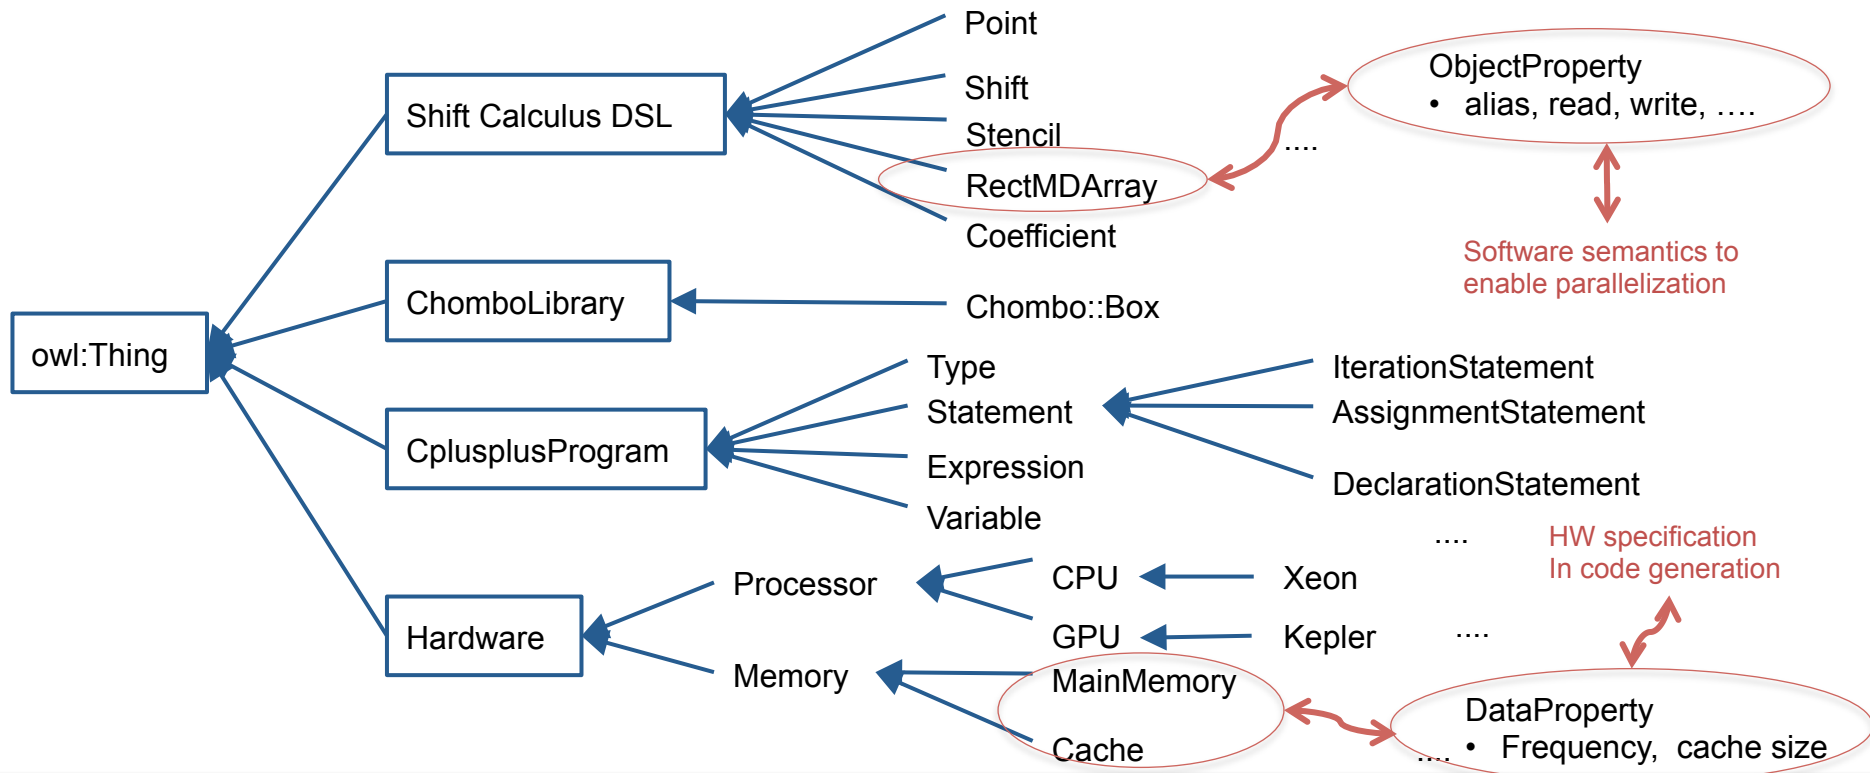 Point
Shift
Stencil
RectMDArray
Coefficient
Shift Calculus DSL
....
ObjectProperty
• alias, read, write, ….
Software semantics to
enable parallelization
ChomboLibrary
Chombo::Box
owl:Thing
CplusplusProgram
Type
Statement
Expression
Variable
IterationStatement
AssignmentStatement
DeclarationStatement
....
HW specification
In code generation
Hardware
Processor
Memory
CPU
Xeon
GPU
Kepler
....
MainMemory
Cache
....
DataProperty
• Frequency, cache size